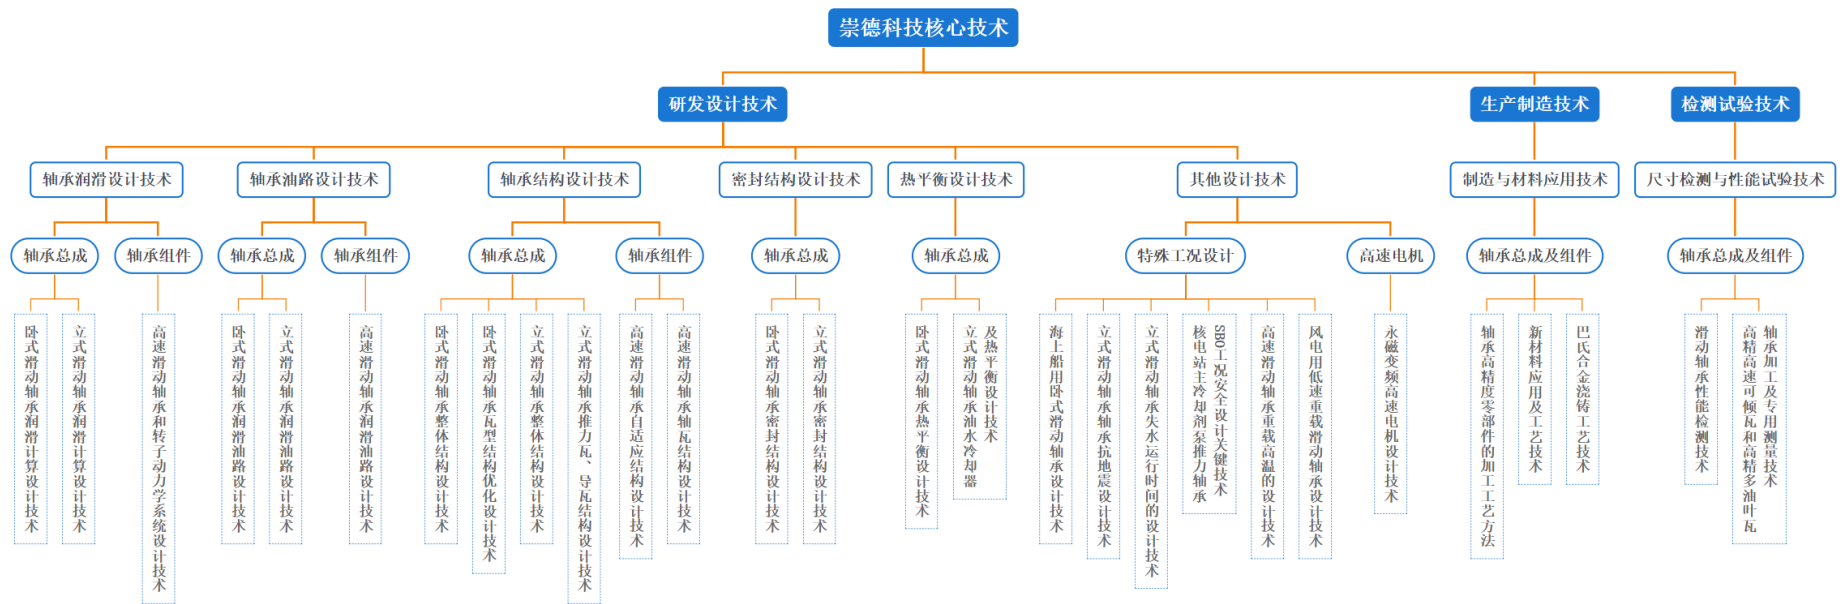 崇德科技核心技术
研发设计技术
生产制造技术
检测试验技术
轴承润滑设计技术
轴承油路设计技术
轴承结构设计技术
密封结构设计技术
热平衡设计技术
其他设计技术
制造与材料应用技术
尺寸检测与性能试验技术
轴承总成
轴承组件
轴承总成
轴承组件
轴承总成
轴承组件
轴承总成
轴承总成
特殊工况设计
高速电机
轴承总成及组件
轴承总成及组件
卧式滑动轴承润滑计算设计技术
立式滑动轴承润滑计算设计技术
高速滑动轴承和转子动力学系统设计技术
卧式滑动轴承润滑油路设计技术
立式滑动轴承润滑油路设计技术
高速滑动轴承润滑油路设计技术
卧式滑动轴承整体结构设计技术
卧式滑动轴承瓦型结构优化设计技术
立式滑动轴承整体结构设计技术
立式滑动轴承推力瓦、导瓦结构设计技术
高速滑动轴承自适应结构设计技术
高速滑动轴瓦结构设计技术
卧式滑动轴承密封结构设计技术
立式滑动轴承密封结构设计技术
卧式滑动轴承热平衡设计技术
立式滑动轴承油水冷却器
及热平衡设计技术
海上船用卧式滑动轴承设计技术
立式滑动轴承轴承抗地震设计技术
立式滑动轴承失水运行时间的设计技术
核电站主冷却剂泵推力轴承
SBO工况安全设计关键技术
高速滑动轴承重载高温的设计技术
风电用低速重载滑动轴承设计技术
永磁变频高速电机设计技术
轴承高精度零部件的加工工艺方法
新材料应用及工艺技术
巴氏合金浇铸工艺技术
滑动轴承性能检测技术
高精高速可倾瓦和高精多油叶瓦
轴承加工及专用测量技术